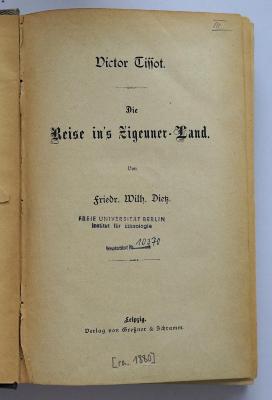 Victor Tissot.
Die
Reise in's Zigeuner-Land.
Von
Friedr. Wilh. Dietz.
FREIE UNIVERSITÄT BERLIN
Institut für Ethnologie
10370
Leipzig.
Verlag von Greßner & Schramm.
[ca. 1880]